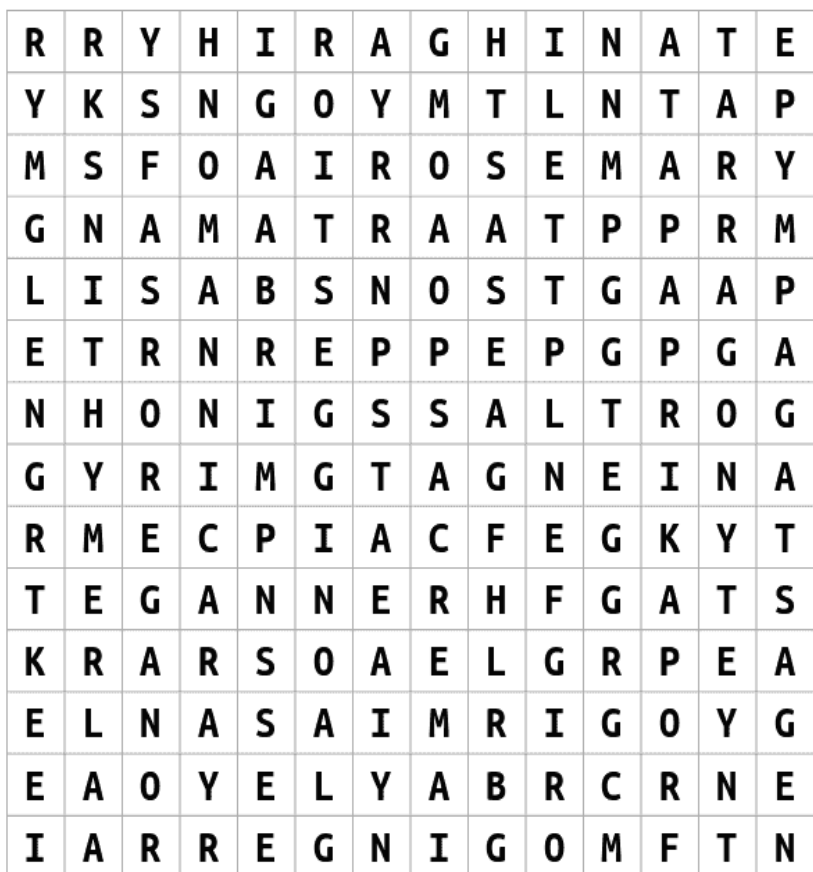 R R Y H I R A G H I N A T E
Y K S N G O Y M T L N T A P
M S F O A I R O S E M A R Y
G N A M A T R A A T P P R M
L I S A B S N O S T G A A P
E T R N R E P P E P G P G A
N H O N I G S S A L T R O G
G Y R I M G T A G N E I N A
R M E C P I A C F E G K Y T
T E G A N N E R H F G A T S
K R A R S O A E L G R P E A
E L N A S A I M R I G O Y G
E A O Y E L Y A B R C R N E
I A R R E G N I G O M F T N